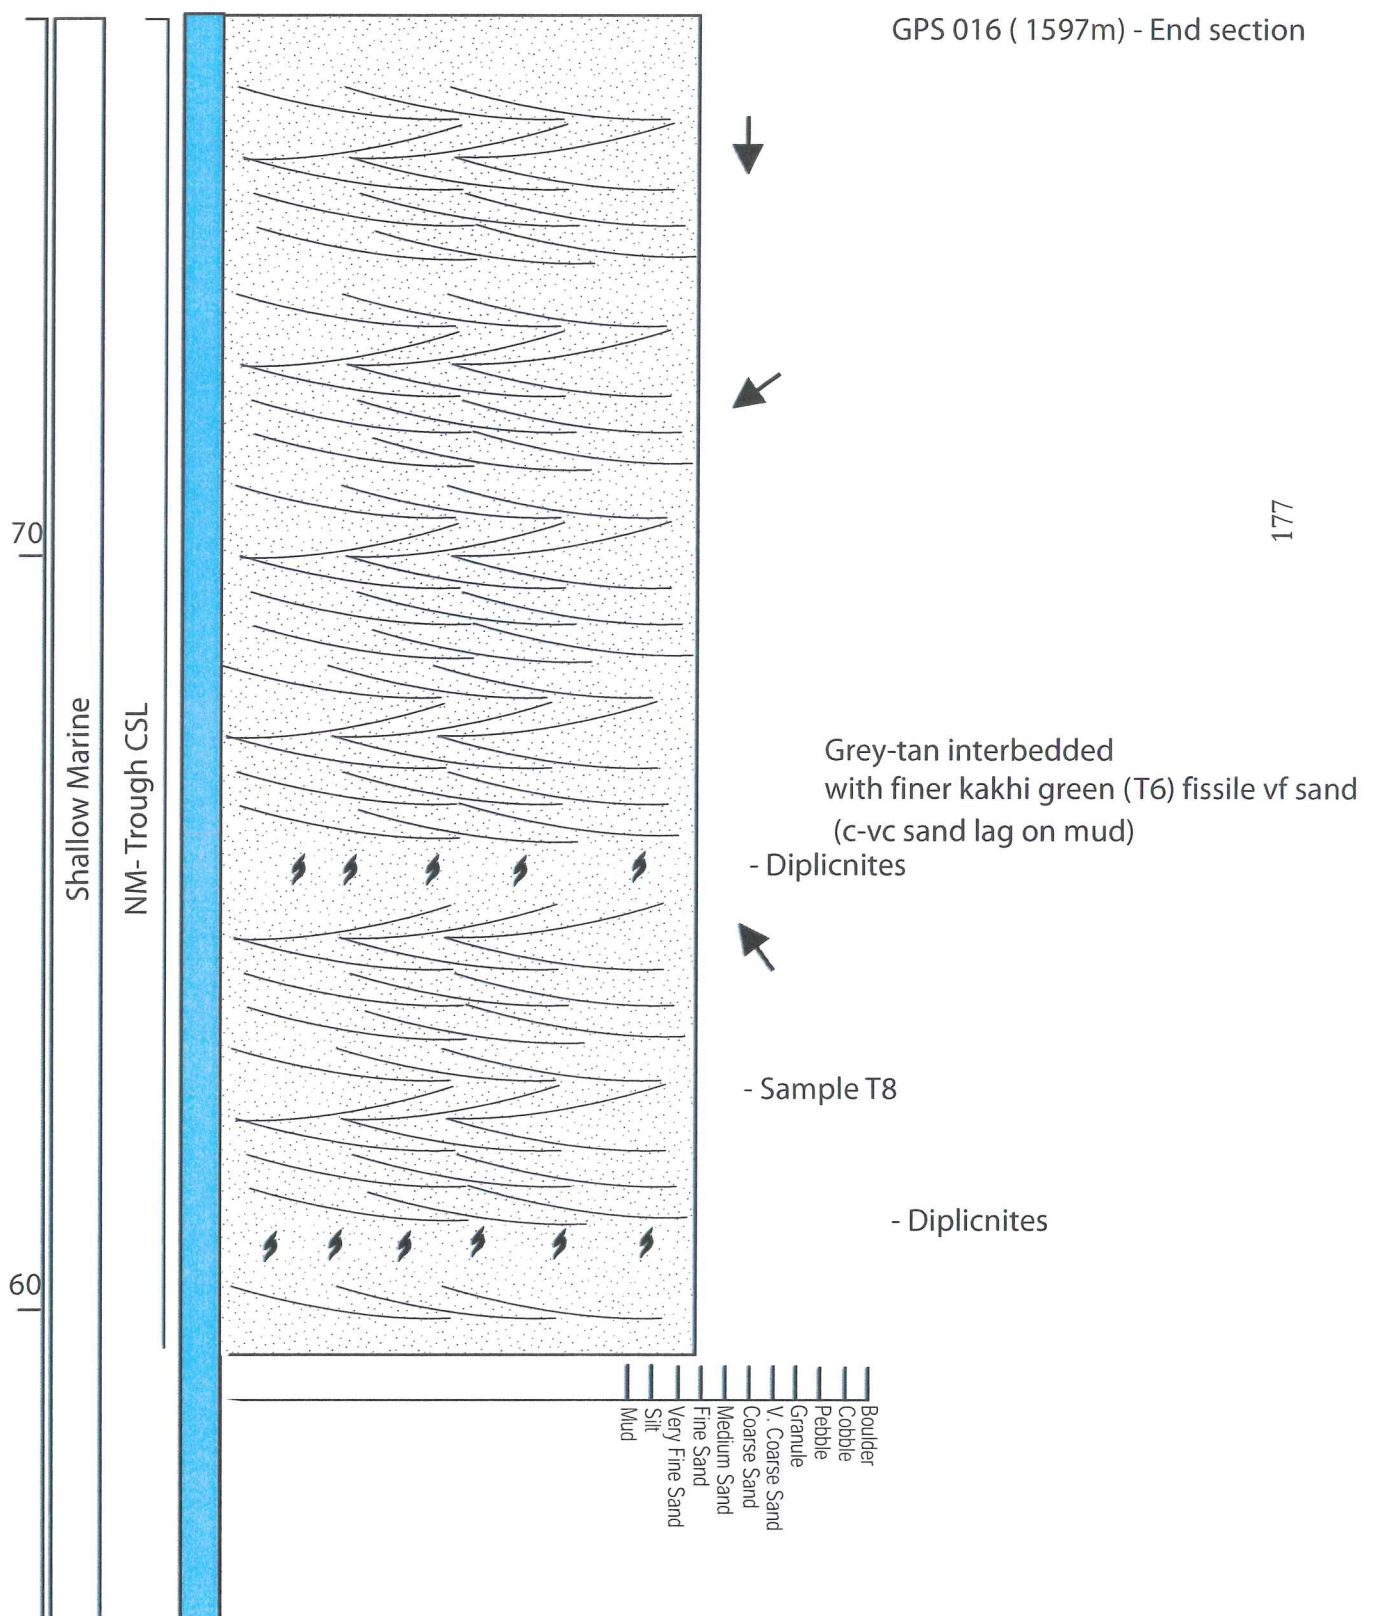 GPS 016 ( 1597m) - End section
70
177
Shallow Marine
NM- Trough CSL
Grey-tan interbedded
with finer kakhi green (T6) fissile vf sand
(c-vc sand lag on mud)
- Diplicnites
- Sample T8
- Diplicnites
60
Mud
Silt
Very Fine Sand
Fine Sand
Medium Sand
Coarse Sand
V. Coarse Sand
Granule
Pebble
Cobble
Boulder